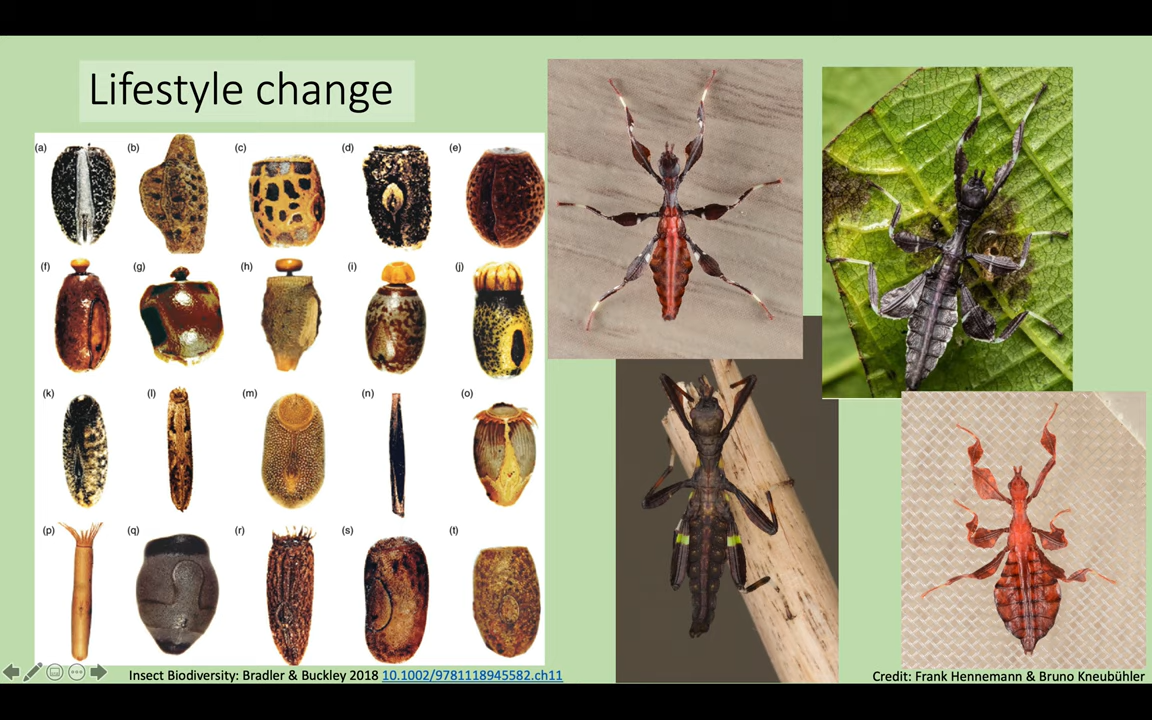 Lifestyle change
(a) (b) (c) (d) (e)
(f) (g) (h) (i) (j)
(k) (l) (m) (n) (o)
(p) (q) (r) (s) (t)
Insect Biodiversity: Bradler & Buckley 2018 10.1002/9781118945582.ch11
Credit: Frank Hennemann & Bruno Kneubühler